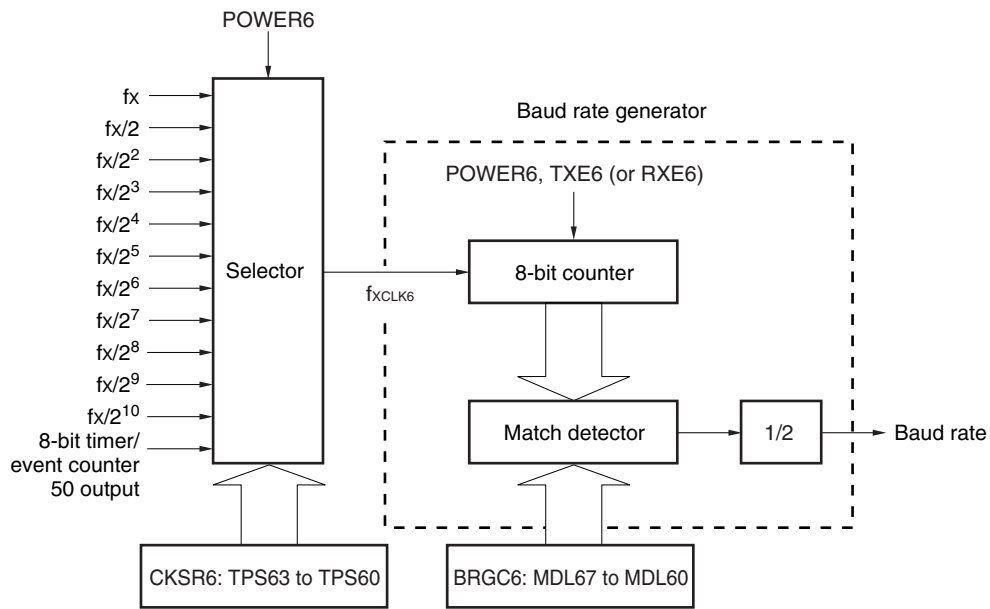 POWER6
fx
fx/2
fx/2²
fx/2³
fx/2⁴
fx/2⁵
fx/2⁶
fx/2⁷
fx/2⁸
fx/2⁹
fx/2¹⁰
8-bit timer/
event counter
50 output
Selector
fXCLK6
Baud rate generator
POWER6, TXE6 (or RXE6)
8-bit counter
Match detector
1/2
Baud rate
CKSR6: TPS63 to TPS60
BRGC6: MDL67 to MDL60